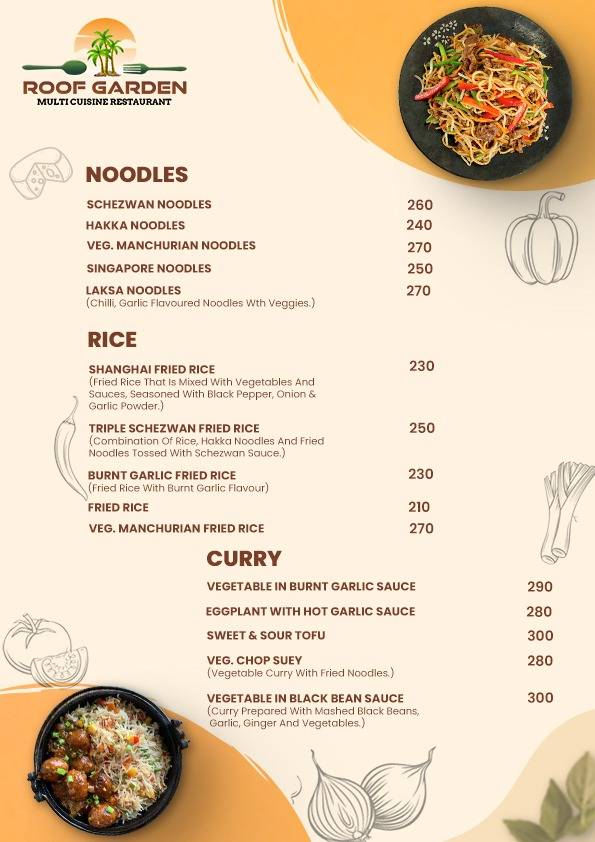 ROOF GARDEN
MULTI CUISINE RESTAURANT
NOODLES
SCHEZWAN NOODLES 260
HAKKA NOODLES 240
VEG. MANCHURIAN NOODLES 270
SINGAPORE NOODLES 250
LAKSA NOODLES 270
(Chilli, Garlic Flavoured Noodles Wth Veggies.)
RICE
SHANGHAI FRIED RICE 230
(Fried Rice That Is Mixed With Vegetables And
Sauces, Seasoned With Black Pepper, Onion &
Garlic Powder.)
TRIPLE SCHEZWAN FRIED RICE 250
(Combination Of Rice, Hakka Noodles And Fried
Noodles Tossed With Schezwan Sauce.)
BURNT GARLIC FRIED RICE 230
(Fried Rice With Burnt Garlic Flavour)
FRIED RICE 210
VEG. MANCHURIAN FRIED RICE 270
CURRY
VEGETABLE IN BURNT GARLIC SAUCE 290
EGGPLANT WITH HOT GARLIC SAUCE 280
SWEET & SOUR TOFU 300
VEG. CHOP SUEY 280
(Vegetable Curry With Fried Noodles.)
VEGETABLE IN BLACK BEAN SAUCE 300
(Curry Prepared With Mashed Black Beans,
Garlic, Ginger And Vegetables.)